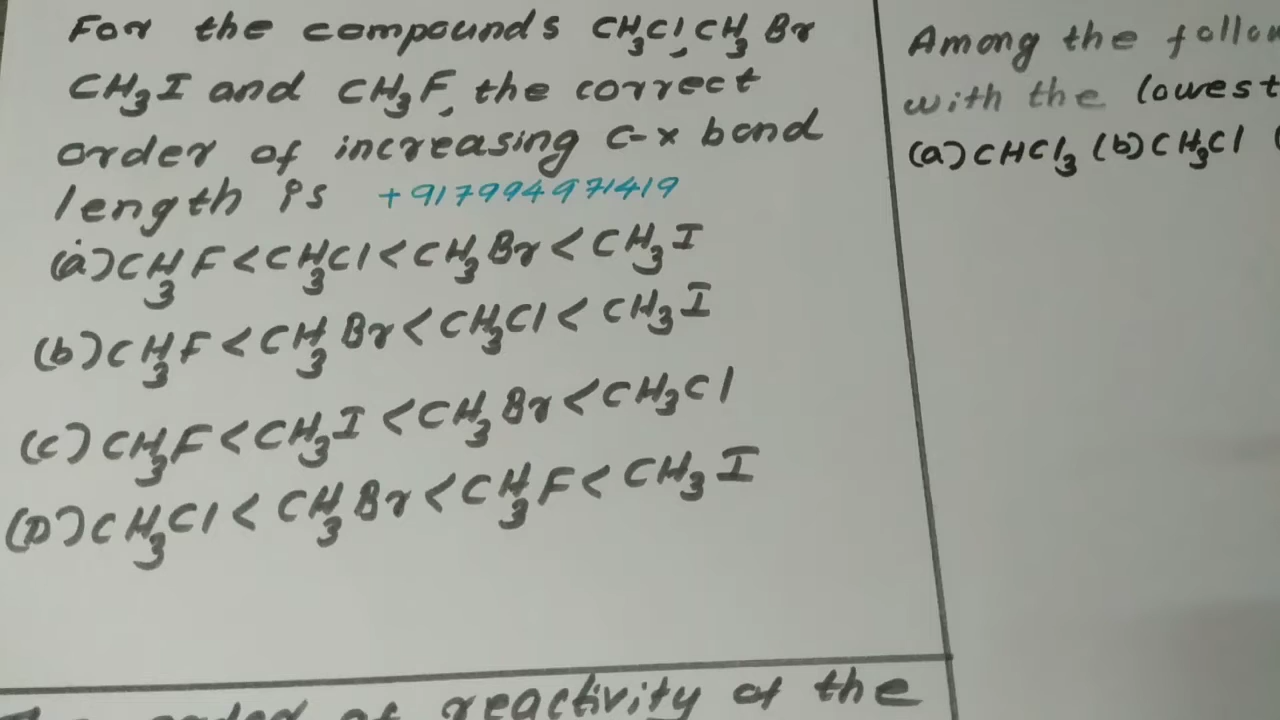 For the compounds CH₃Cl, CH₃Br
CH₃I and CH₃F, the correct
order of increasing C-x bond
length is +917994971419
(a) CH₃F < CH₃Cl < CH₃Br < CH₃I
(b) CH₃F < CH₃Br < CH₃Cl < CH₃I
(c) CH₃F < CH₃I < CH₃Br < CH₃Cl
(D) CH₃Cl < CH₃Br < CH₃F < CH₃I
Among the
with the lowest
(a) CHCl₃ (b) CH₃Cl
of reactivity of the